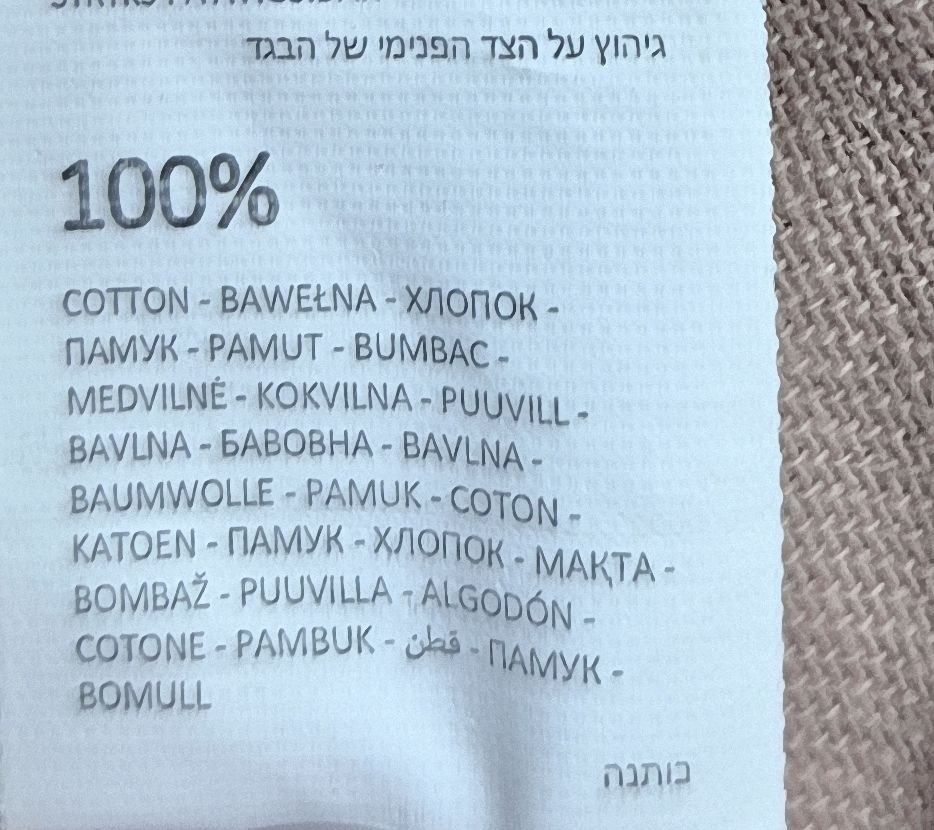 גיהוץ על הצד הפנימי של הבגד
100%
COTTON - BAWEŁNA - ХЛОПОК -
ПАМУК - PAMUT - BUMBAC -
MEDVILNĖ - KOKVILNA - PUUVILL -
BAVLNA - БАВОВНА - BAVLNA -
BAUMWOLLE - PAMUK - COTON -
KATOEN - ПАМУК - ХЛОПОК - МАҚТА -
BOMBAŽ - PUUVILLA - ALGODÓN -
COTONE - PAMBUK - قطن - ПАМУК -
BOMULL
כותנה